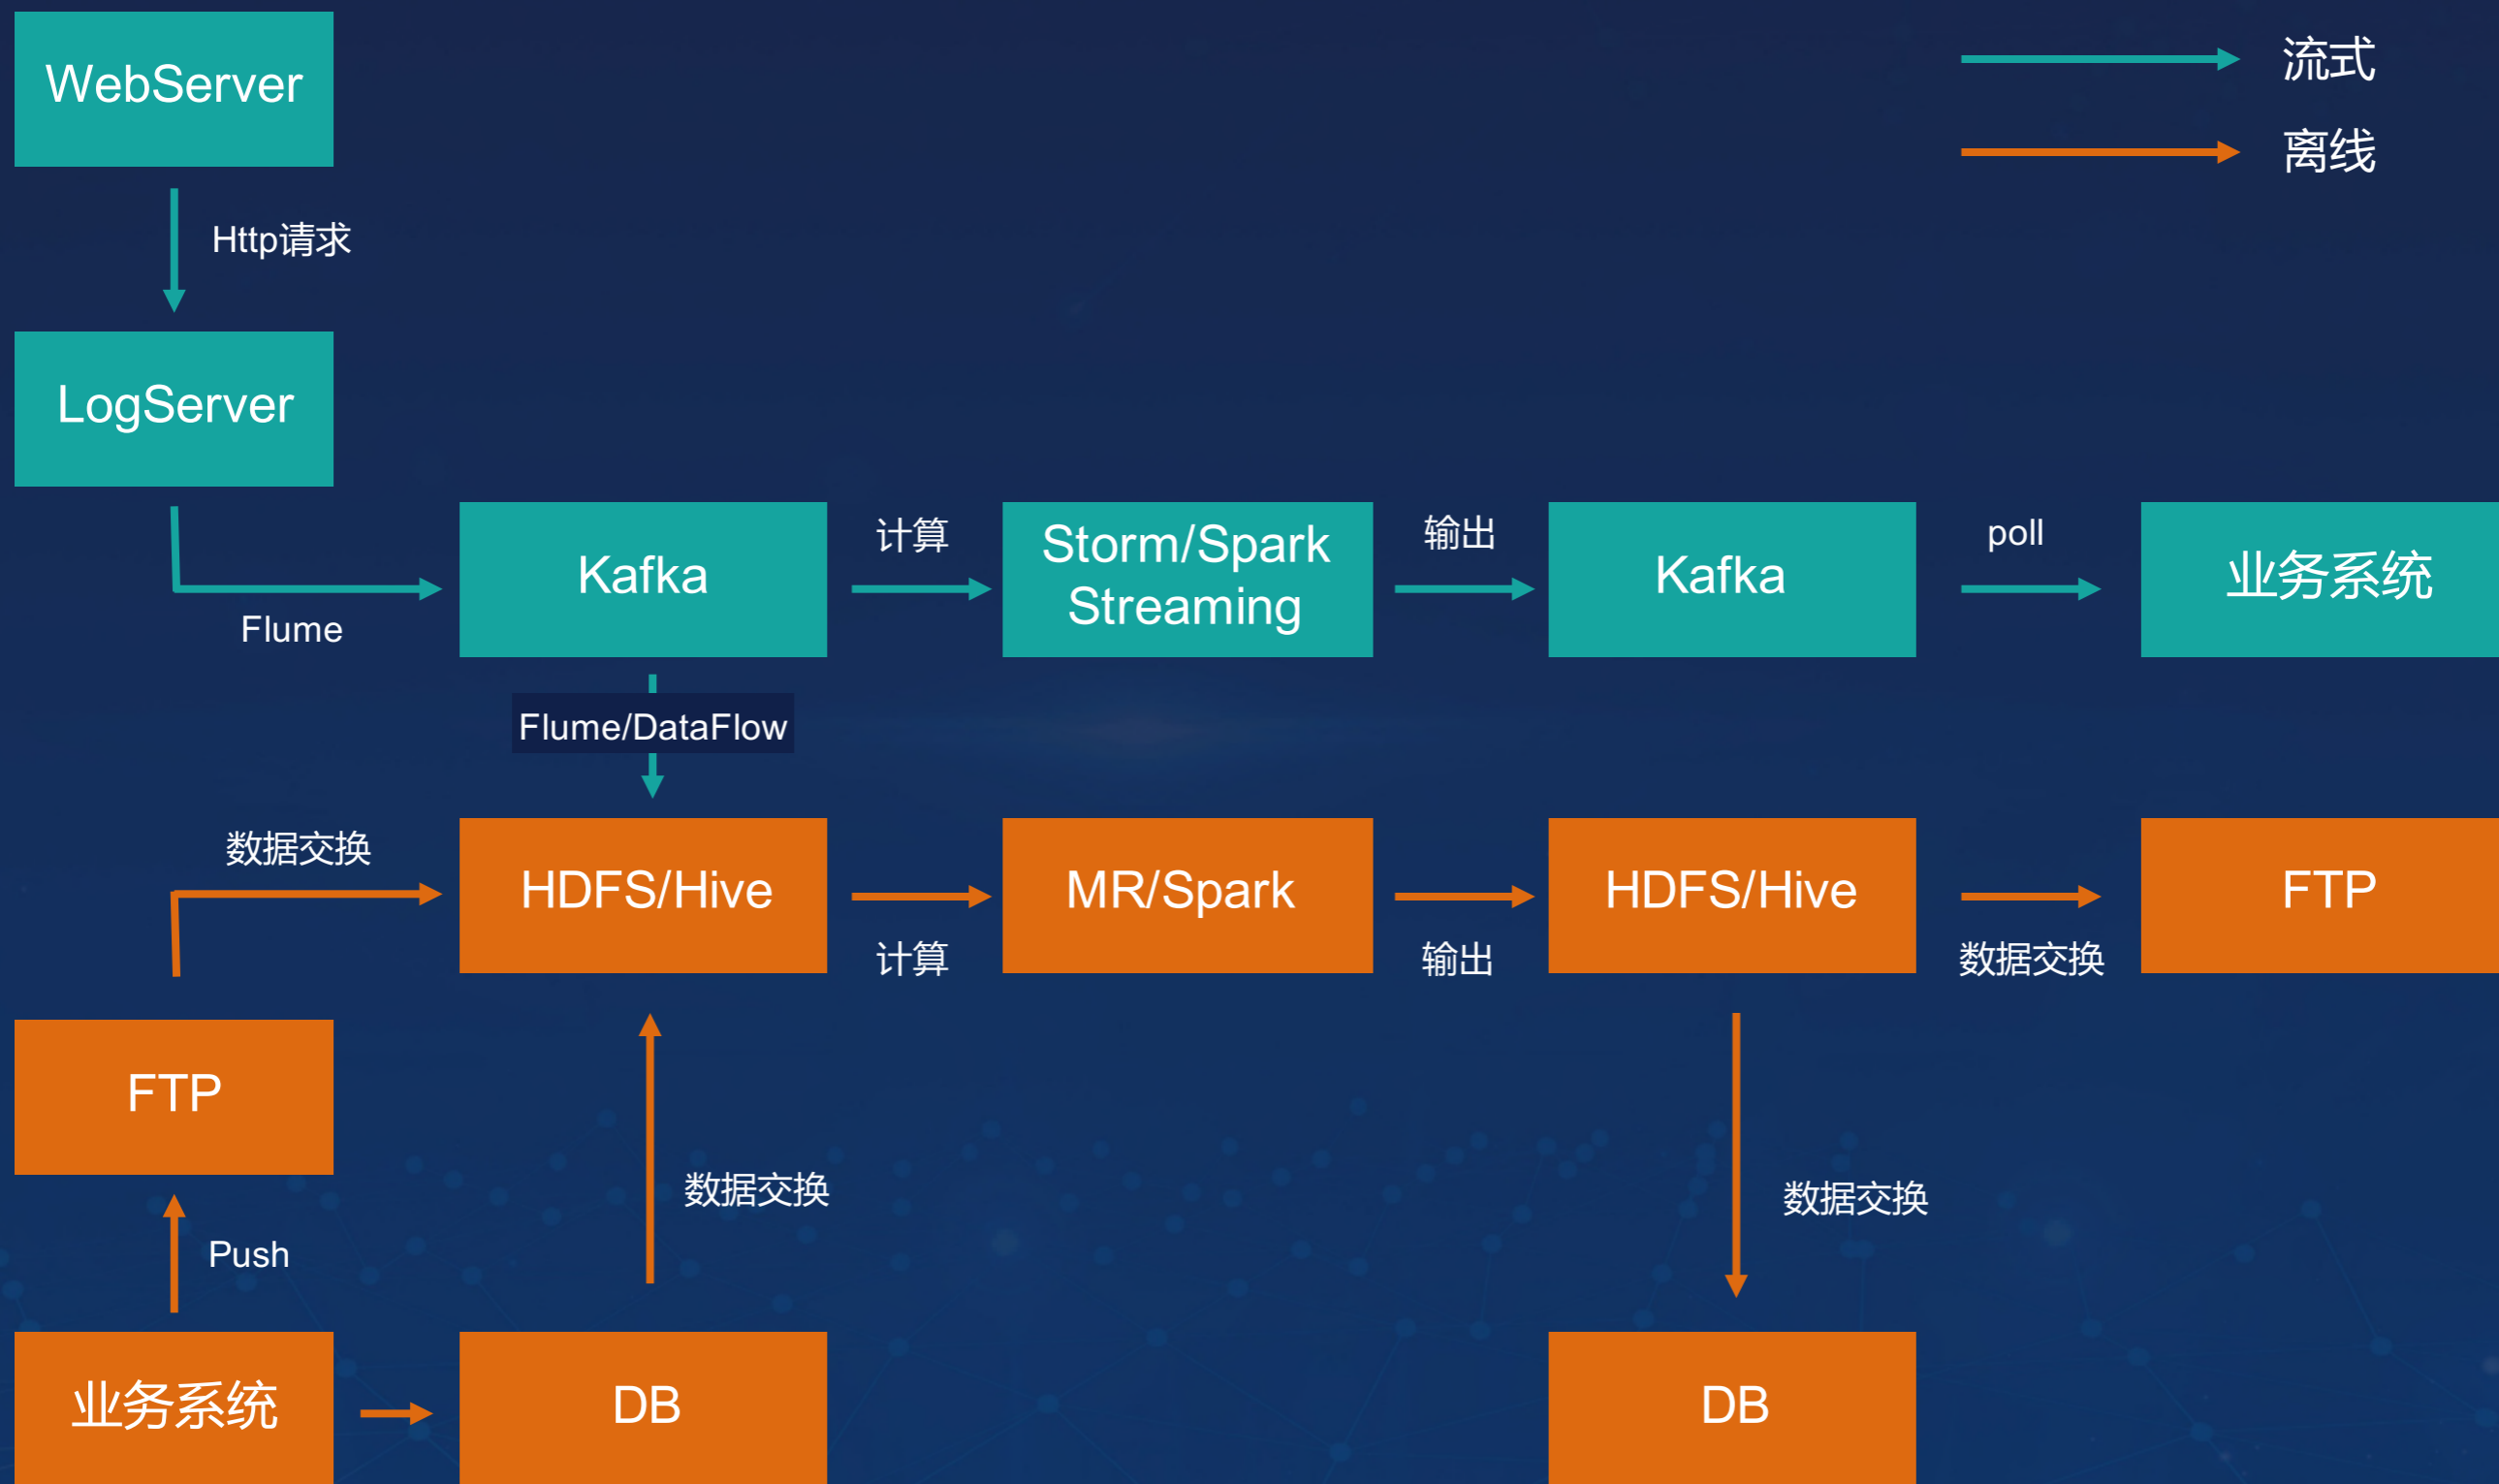 WebServer
流式
离线
Http请求
LogServer
Kafka
计算
Storm/Spark
Streaming
输出
Kafka
poll
业务系统
Flume
Flume/DataFlow
数据交换
HDFS/Hive
计算
MR/Spark
输出
HDFS/Hive
数据交换
FTP
FTP
数据交换
数据交换
Push
业务系统
DB
DB